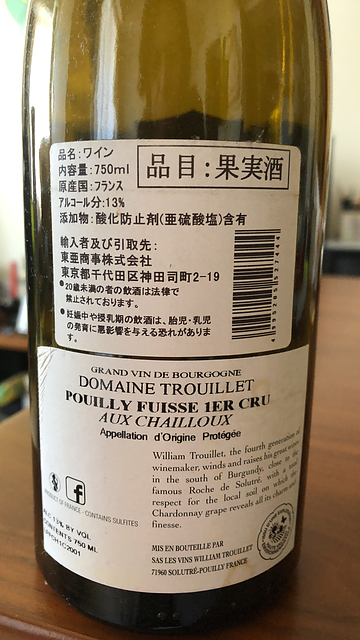 品名:ワイン
内容量:750ml
原産国:フランス
アルコール分:13%
添加物:酸化防止剤(亜硫酸塩)含有
品目:果実酒
輸入者及び引取先:
東亜商事株式会社
東京都千代田区神田司町2-19
●20歳未満の者の飲酒は法律で
禁止されております。
●妊娠中や授乳期の飲酒は、胎児・乳児
の発育に悪影響を与える恐れがありま
す。
GRAND VIN DE BOURGOGNE
DOMAINE TROUILLET
POUILLY FUISSE 1ER CRU
AUX CHAILLOUX
Appellation d'Origine Protégée
William Trouillet, the fourth generation of
winemaker, winds and raises his great wines
in the south of Burgundy, close to the
famous Roche de Solutré, with a total
respect for the local soil on which the
Chardonnay grape reveals all its charm and
finesse.
PRODUCT OF FRANCE - CONTAINS SULFITES
ALC. 13% BY VOL.
CONTENTS 750 ML
MIS EN BOUTEILLE PAR
SAS LES VINS WILLIAM TROUILLET
71960 SOLUTRÉ-POUILLY FRANCE